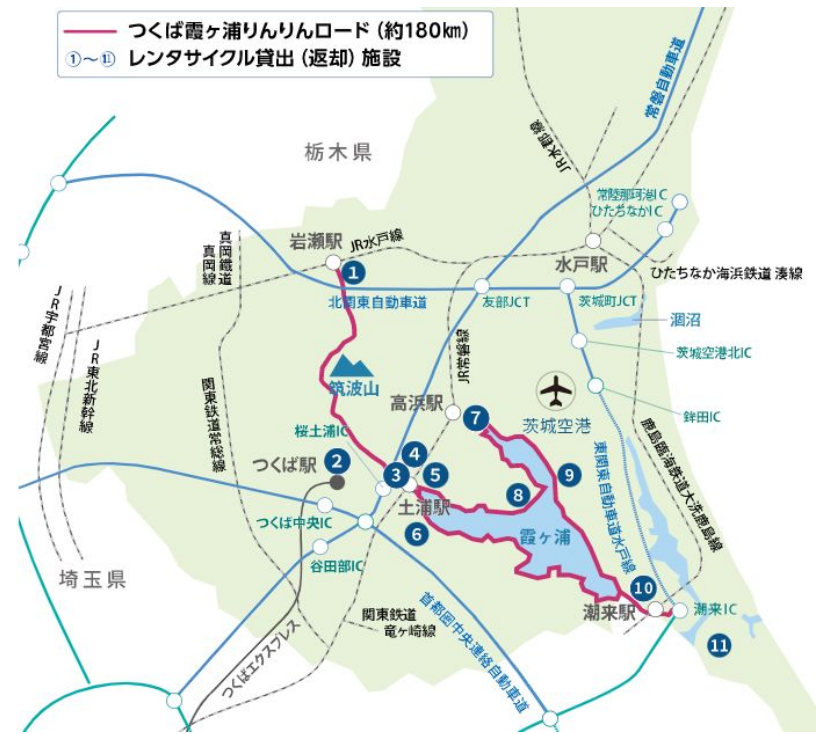 つくば霞ヶ浦りんりんロード（約180㎞）
①～⑪ レンタサイクル貸出（返却）施設
常磐自動車道
栃木県
JR水郡線
常陸那珂港IC
ひたちなかIC
真岡鐵道
真岡線
岩瀬駅
JR水戸線
水戸駅
1
ひたちなか海浜鉄道 湊線
JR宇都宮線
北関東自動車道
友部JCT
茨城町JCT
涸沼
JR東北新幹線
JR常磐線
茨城空港北IC
筑波山
関東鉄道常総線
高浜駅
7
茨城空港
鉾田IC
桜土浦IC
鹿島臨海鉄道大洗鹿島線
東関東自動車道水戸線
つくば駅
2
4
3
5
9
8
土浦駅
つくば中央IC
6
霞ヶ浦
谷田部IC
埼玉県
10
潮来駅
潮来IC
関東鉄道
竜ヶ崎線
首都圏中央連絡自動車道
11
つくばエクスプレス